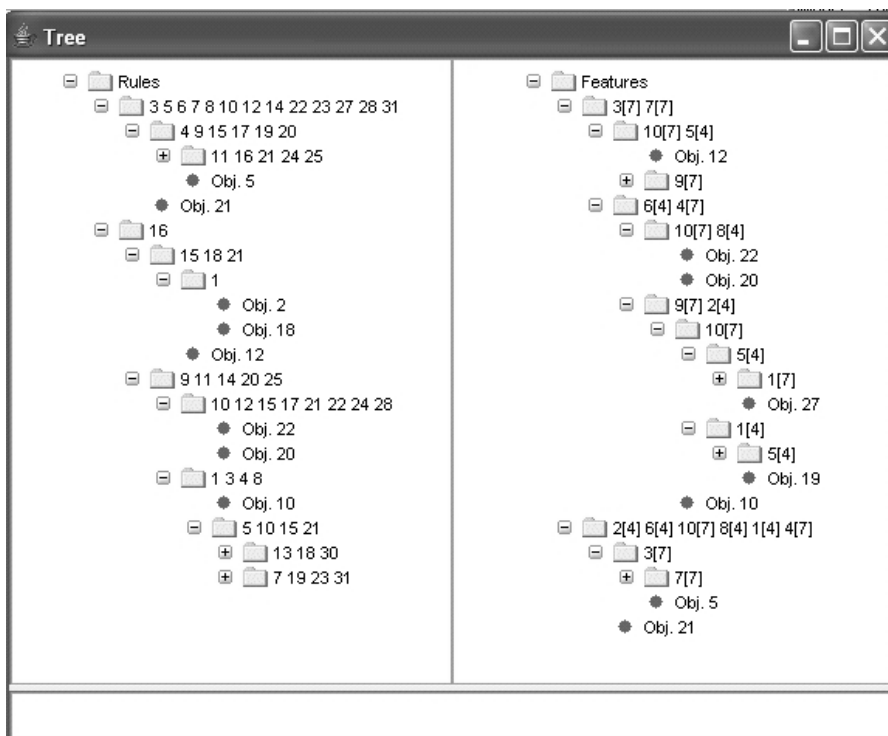 Tree
Rules
3 5 6 7 8 10 12 14 22 23 27 28 31
4 9 15 17 19 20
11 16 21 24 25
Obj. 5
Obj. 21
16
15 18 21
1
Obj. 2
Obj. 18
Obj. 12
9 11 14 20 25
10 12 15 17 21 22 24 28
Obj. 22
Obj. 20
1 3 4 8
Obj. 10
5 10 15 21
13 18 30
7 19 23 31
Features
3[7] 7[7]
10[7] 5[4]
Obj. 12
9[7]
6[4] 4[7]
10[7] 8[4]
Obj. 22
Obj. 20
9[7] 2[4]
10[7]
5[4]
1[7]
Obj. 27
1[4]
5[4]
Obj. 19
Obj. 10
2[4] 6[4] 10[7] 8[4] 1[4] 4[7]
3[7]
7[7]
Obj. 5
Obj. 21